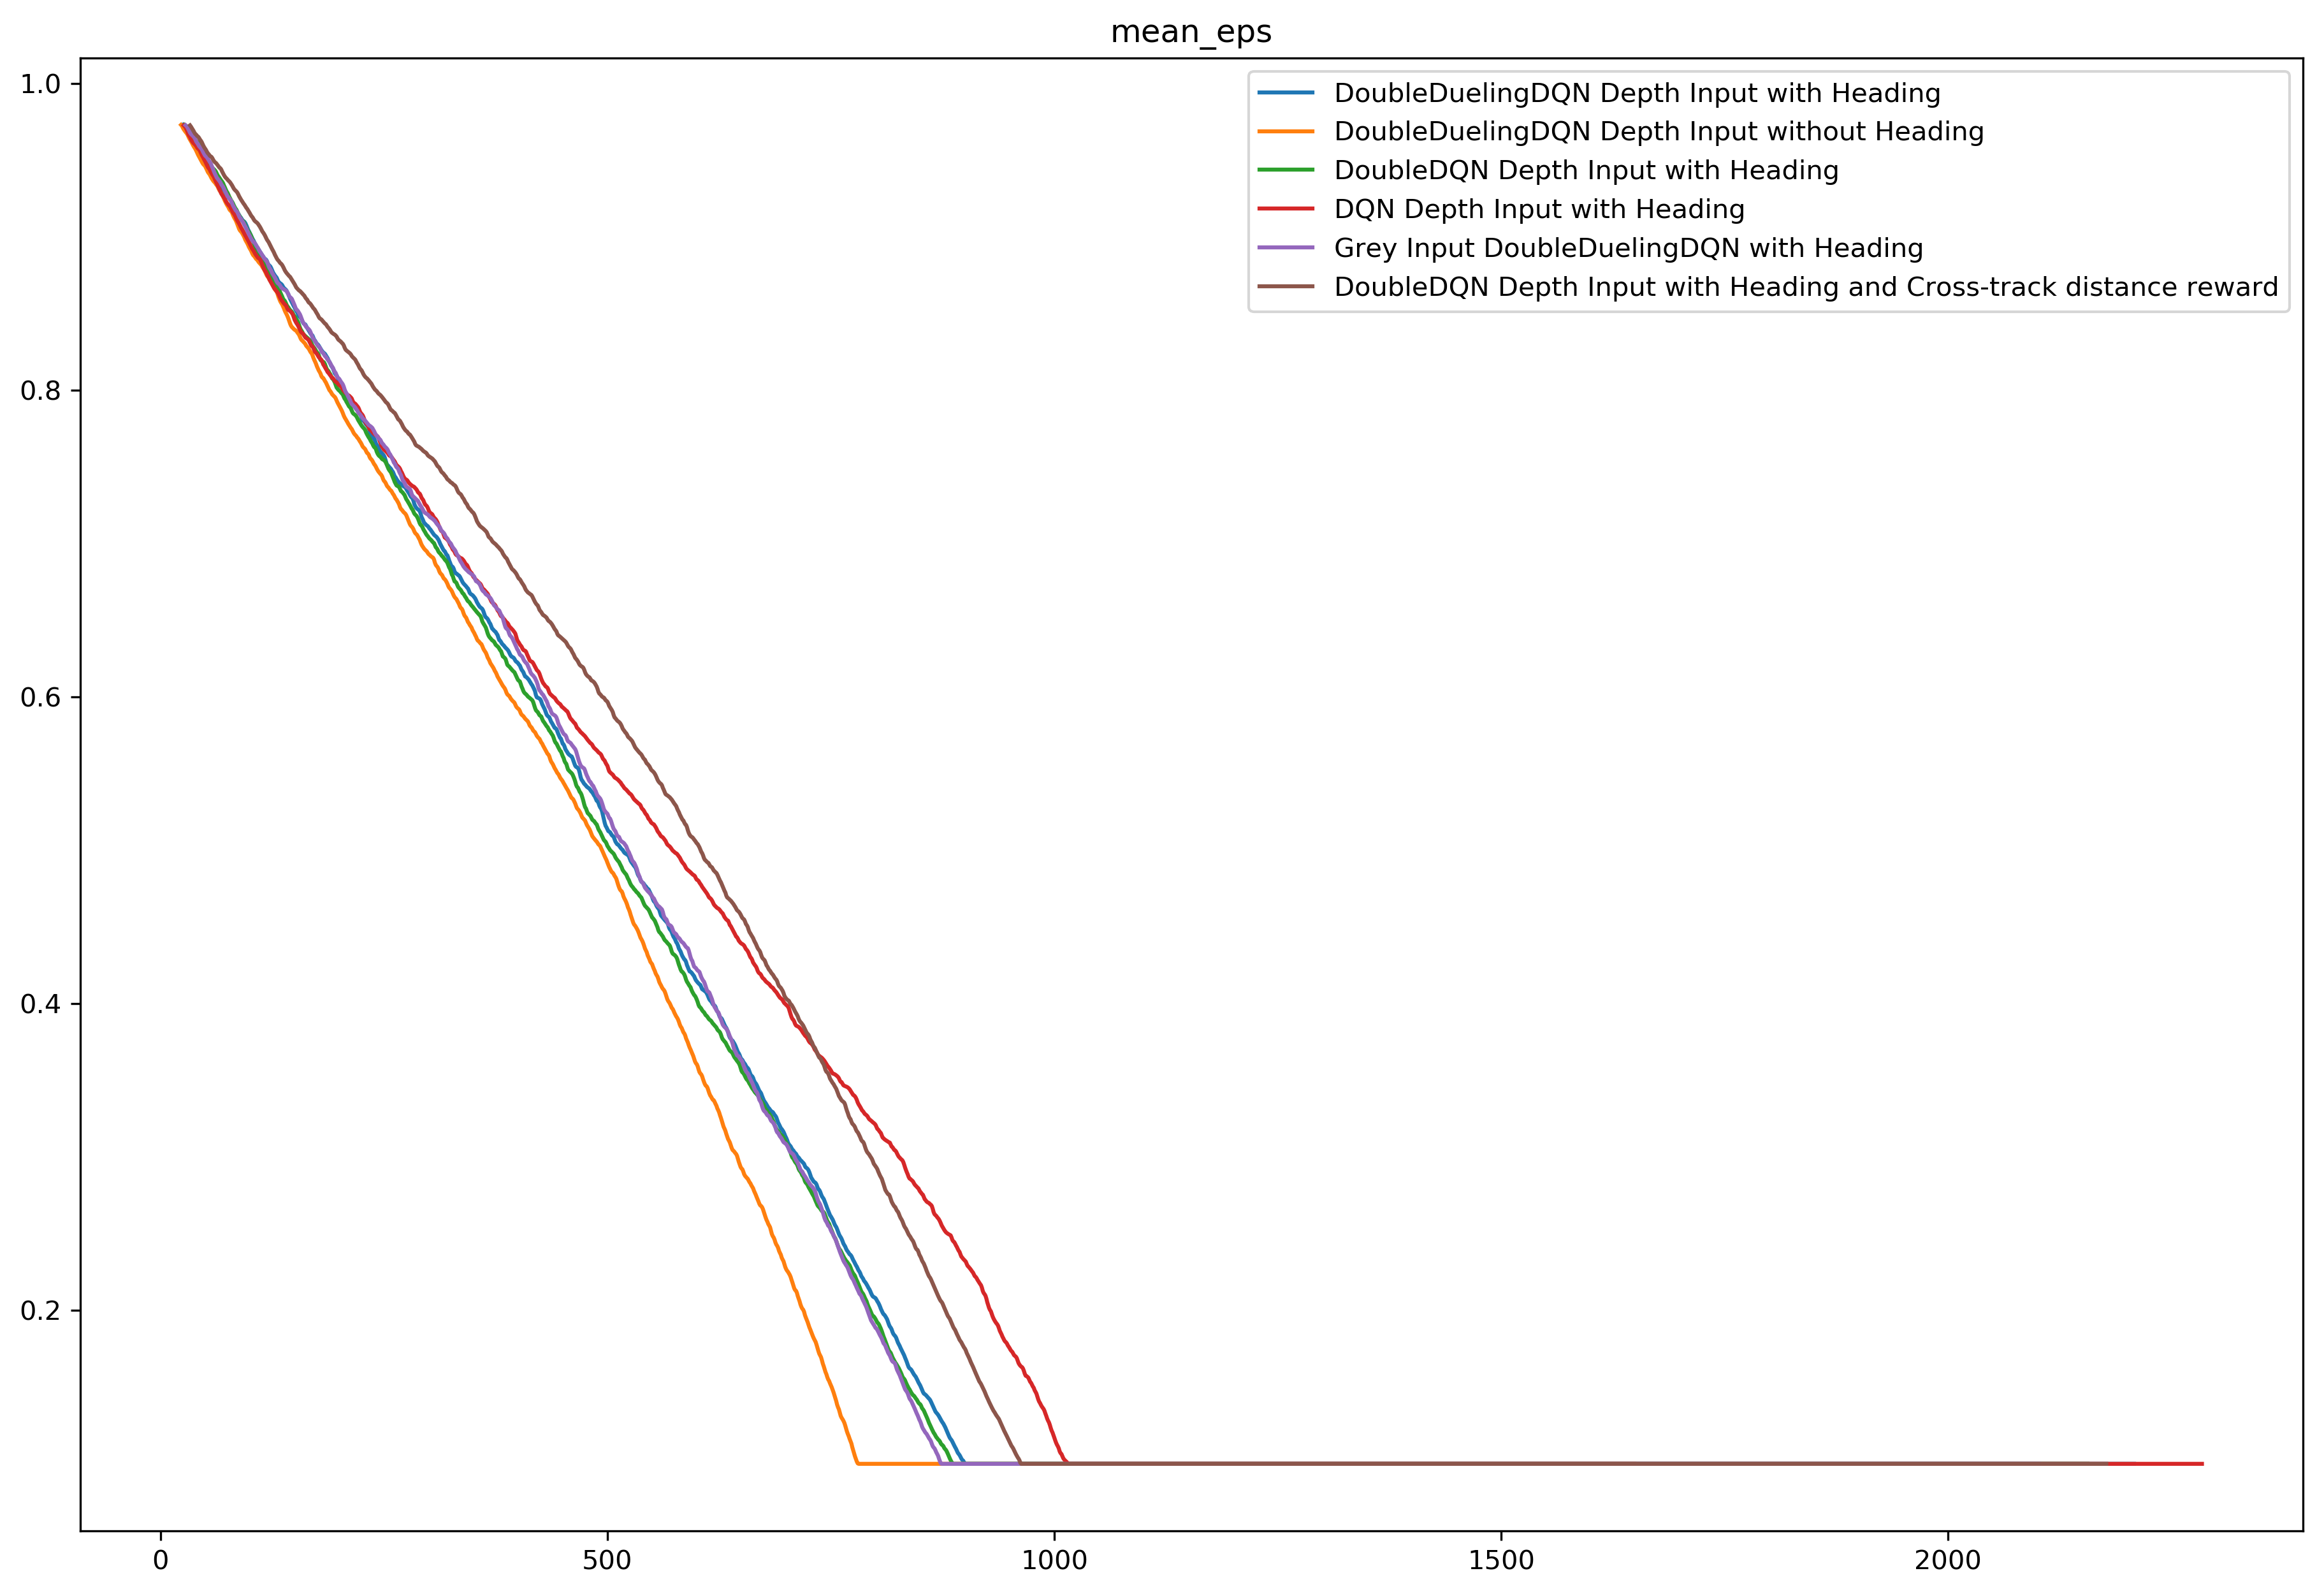 mean_eps
1.0
0.8
0.6
0.4
0.2
0
500
1000
1500
2000
DoubleDuelingDQN Depth Input with Heading
DoubleDuelingDQN Depth Input without Heading
DoubleDQN Depth Input with Heading
DQN Depth Input with Heading
Grey Input DoubleDuelingDQN with Heading
DoubleDQN Depth Input with Heading and Cross-track distance reward